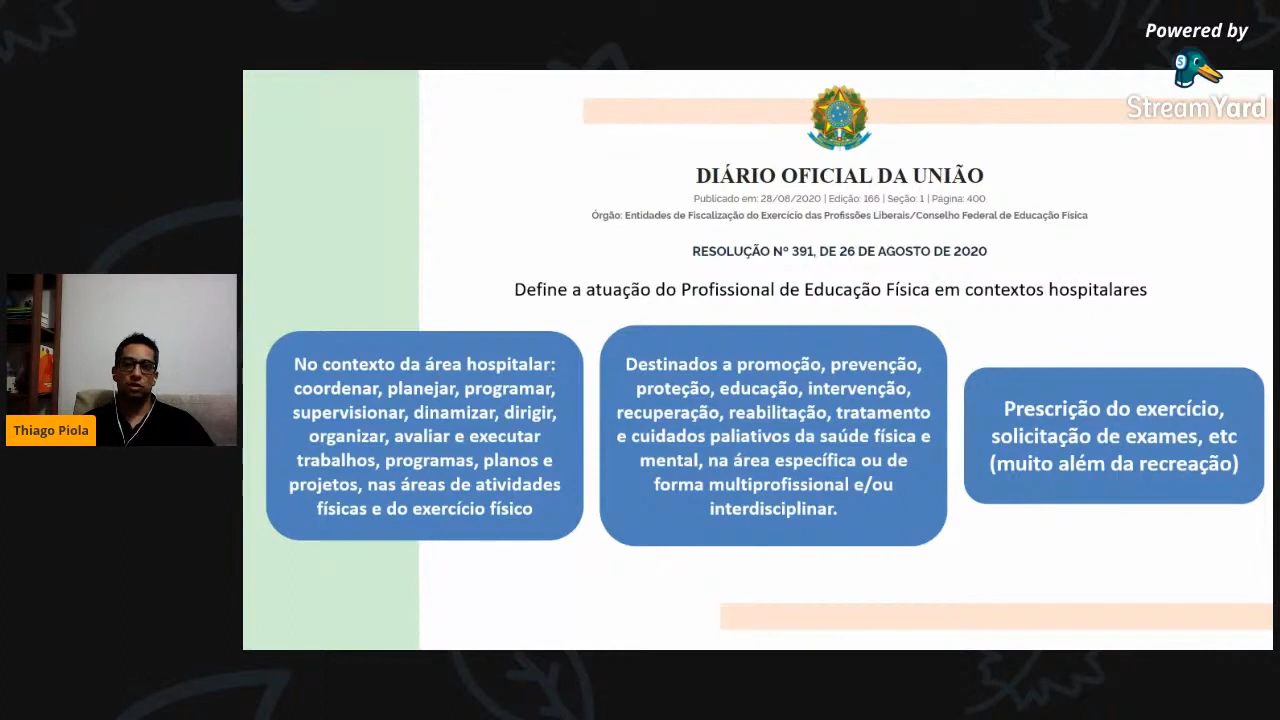 Powered by
StreamYard
DIÁRIO OFICIAL DA UNIÃO
Publicado em: 28/08/2020 | Edição: 166 | Seção: 1 | Página: 400
Órgão: Entidades de Fiscalização do Exercício das Profissões Liberais/Conselho Federal de Educação Física
RESOLUÇÃO Nº 391, DE 26 DE AGOSTO DE 2020
Define a atuação do Profissional de Educação Física em contextos hospitalares
No contexto da área hospitalar:
coordenar, planejar, programar,
supervisionar, dinamizar, dirigir,
organizar, avaliar e executar
trabalhos, programas, planos e
projetos, nas áreas de atividades
físicas e do exercício físico
Destinados a promoção, prevenção,
proteção, educação, intervenção,
recuperação, reabilitação, tratamento
e cuidados paliativos da saúde física e
mental, na área específica ou de
forma multiprofissional e/ou
interdisciplinar.
Prescrição do exercício,
solicitação de exames, etc
(muito além da recreação)
Thiago Piola